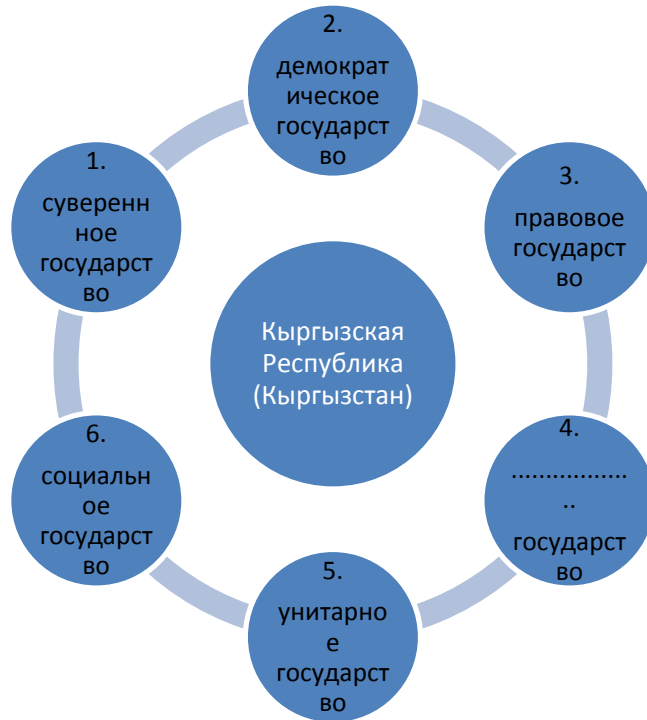 1.
суверенн
ное
государст
во
2.
демократ
ическое
государст
во
3.
правовое
государст
во
4.
.................
..
государст
во
5.
унитарно
е
государст
во
6.
социальн
ое
государст
во
Кыргызская
Республика
(Кыргызстан)